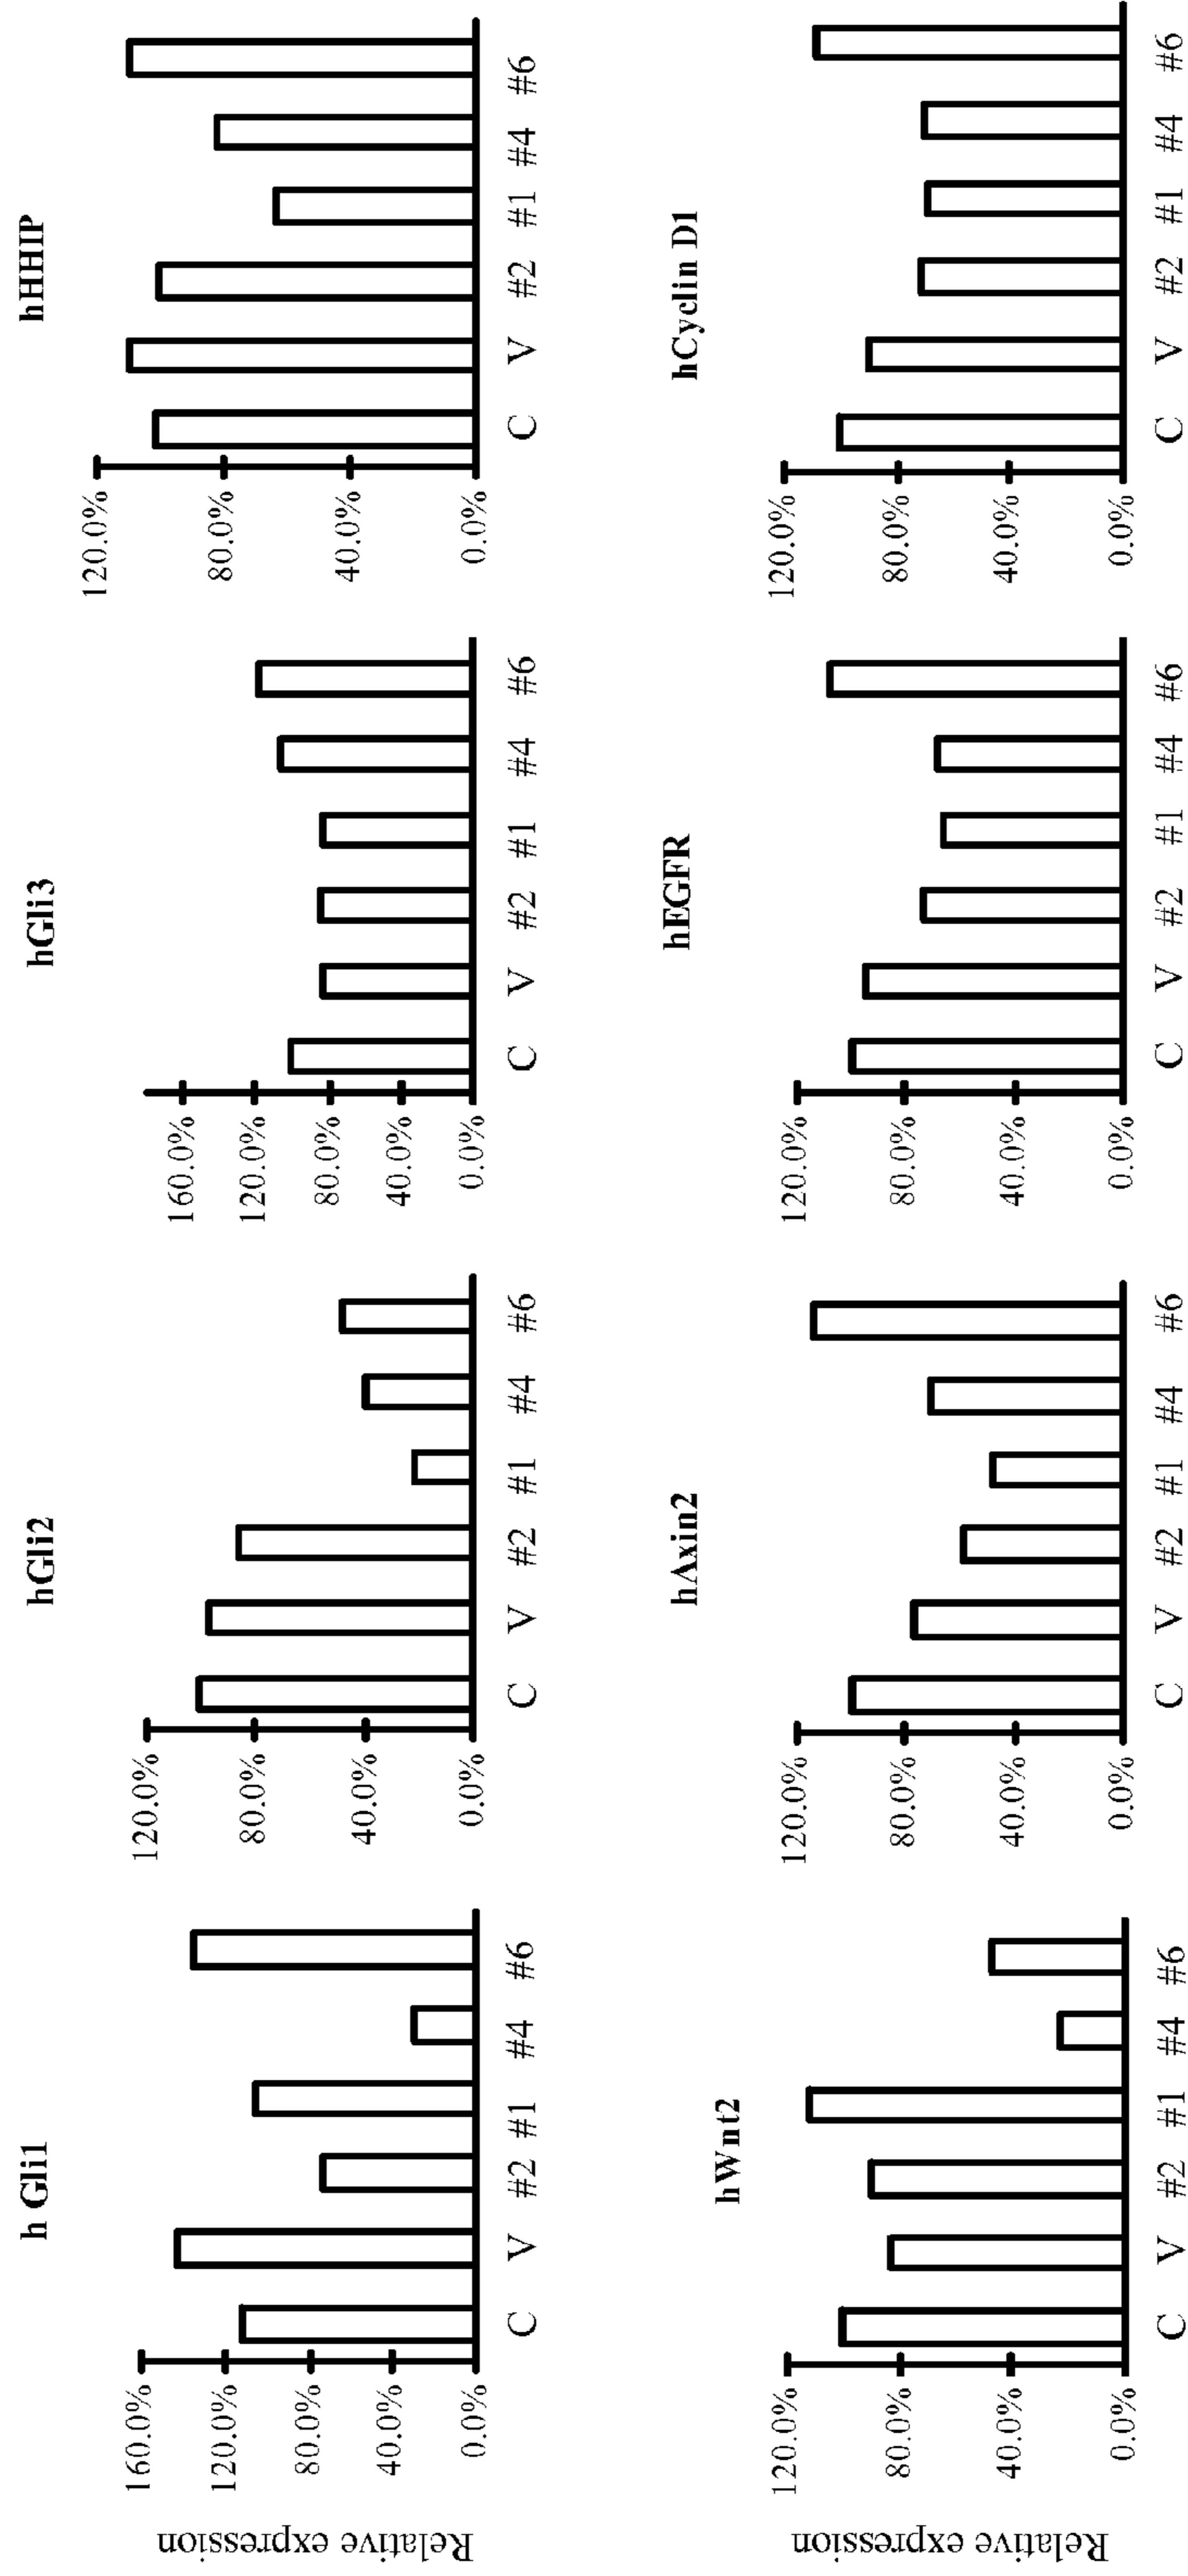 h Gli1
Relative expression
160.0%
120.0%
80.0%
40.0%
0.0%
C V #2 #1 #4 #6
hGli2
120.0%
80.0%
40.0%
0.0%
C V #2 #1 #4 #6
hGli3
160.0%
120.0%
80.0%
40.0%
0.0%
C V #2 #1 #4 #6
hHHIP
120.0%
80.0%
40.0%
0.0%
C V #2 #1 #4 #6
hWnt2
Relative expression
120.0%
80.0%
40.0%
0.0%
C V #2 #1 #4 #6
hAxin2
120.0%
80.0%
40.0%
0.0%
C V #2 #1 #4 #6
hEGFR
120.0%
80.0%
40.0%
0.0%
C V #2 #1 #4 #6
hCyclin D1
120.0%
80.0%
40.0%
0.0%
C V #2 #1 #4 #6